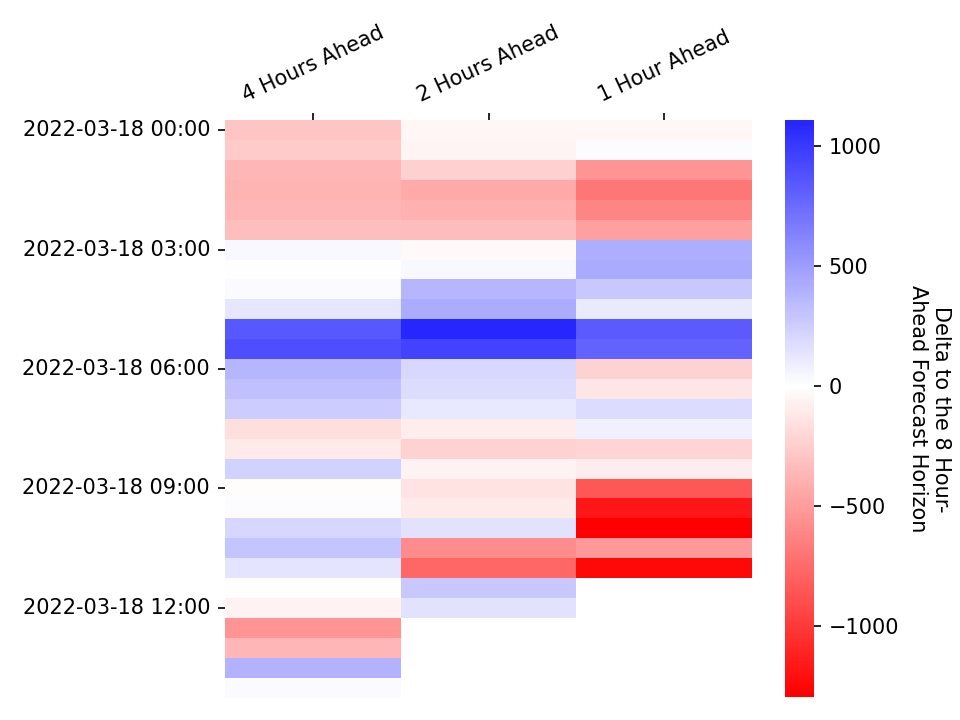 4 Hours Ahead
2 Hours Ahead
1 Hour Ahead
2022-03-18 00:00
2022-03-18 03:00
2022-03-18 06:00
2022-03-18 09:00
2022-03-18 12:00
1000
500
0
−500
−1000
Delta to the 8 Hour-
Ahead Forecast Horizon